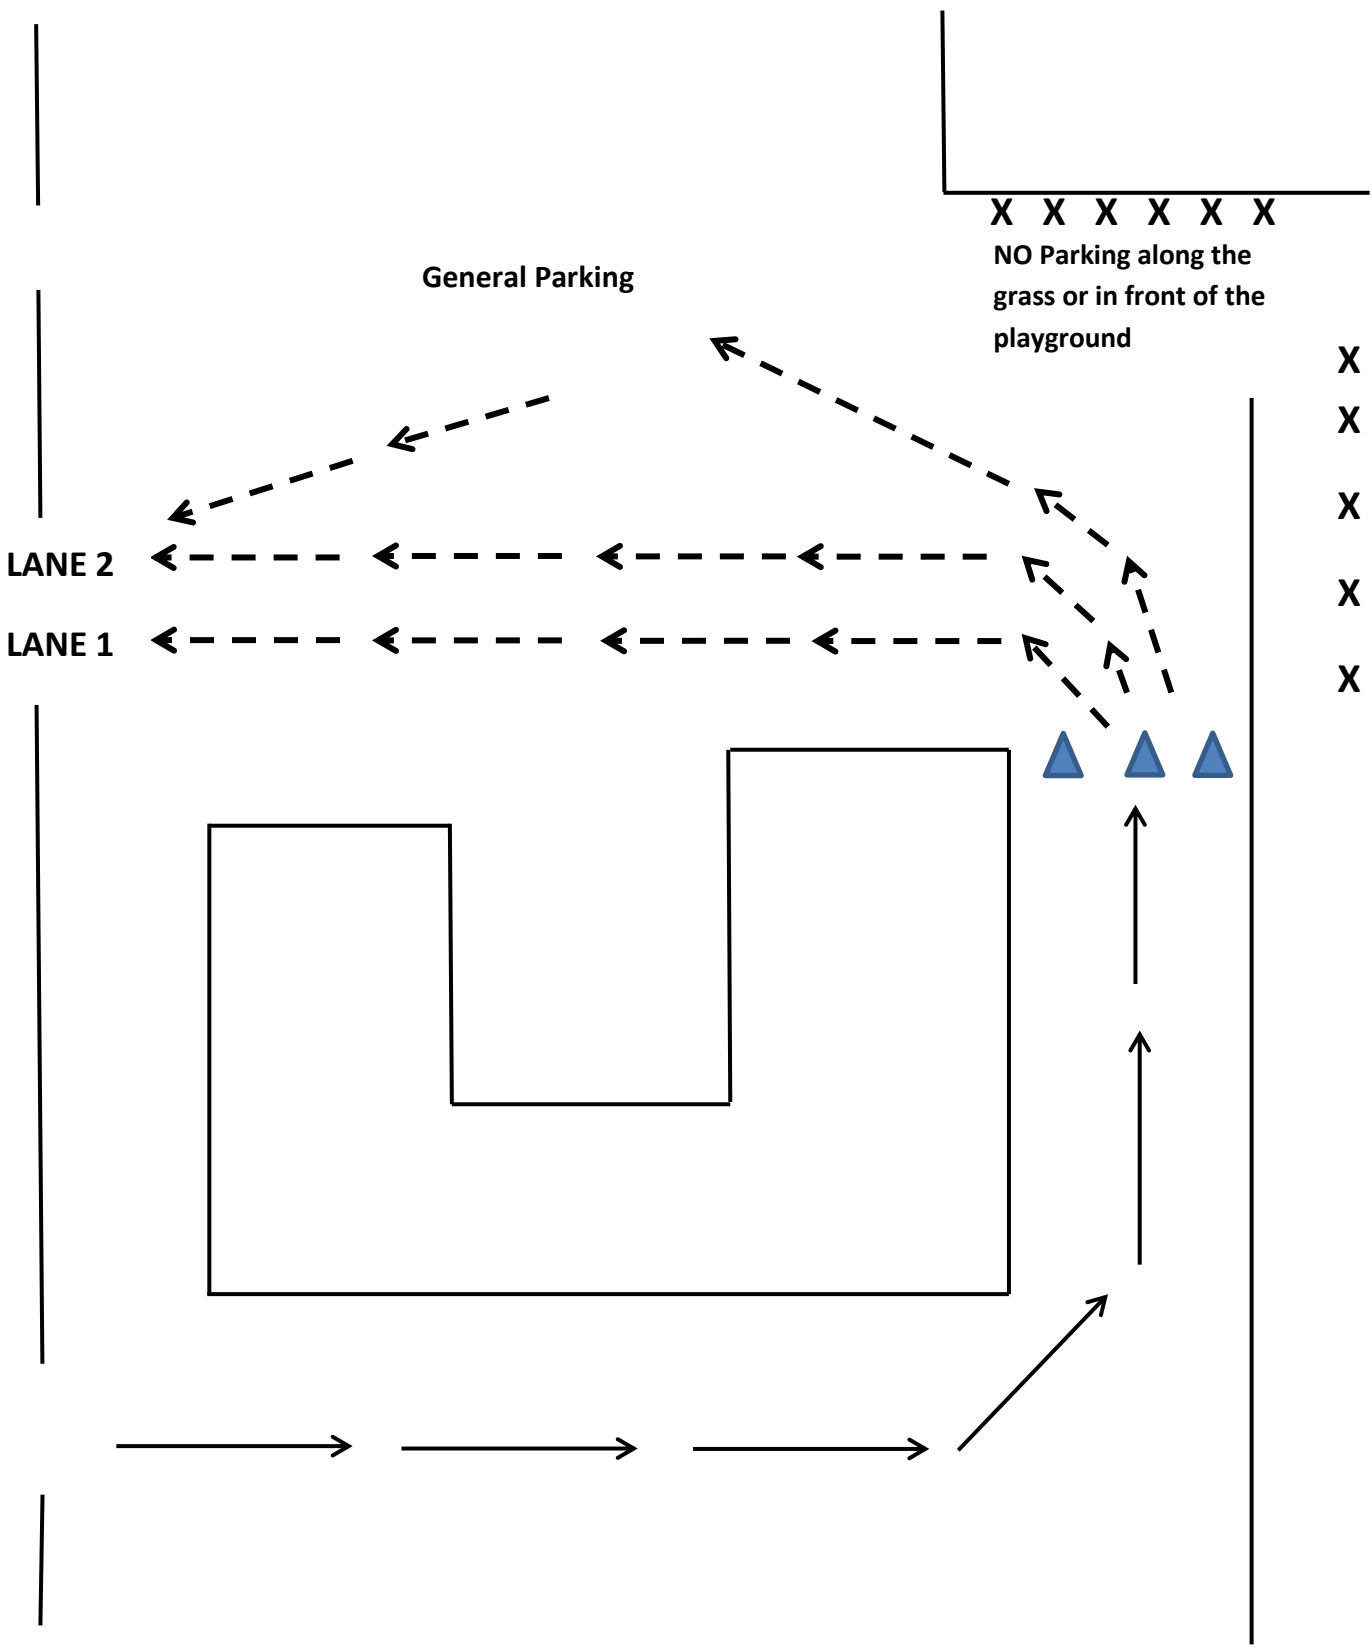 X X X X X X
NO Parking along the
grass or in front of the
playground
General Parking
X
X
X
X
X
LANE 2
LANE 1